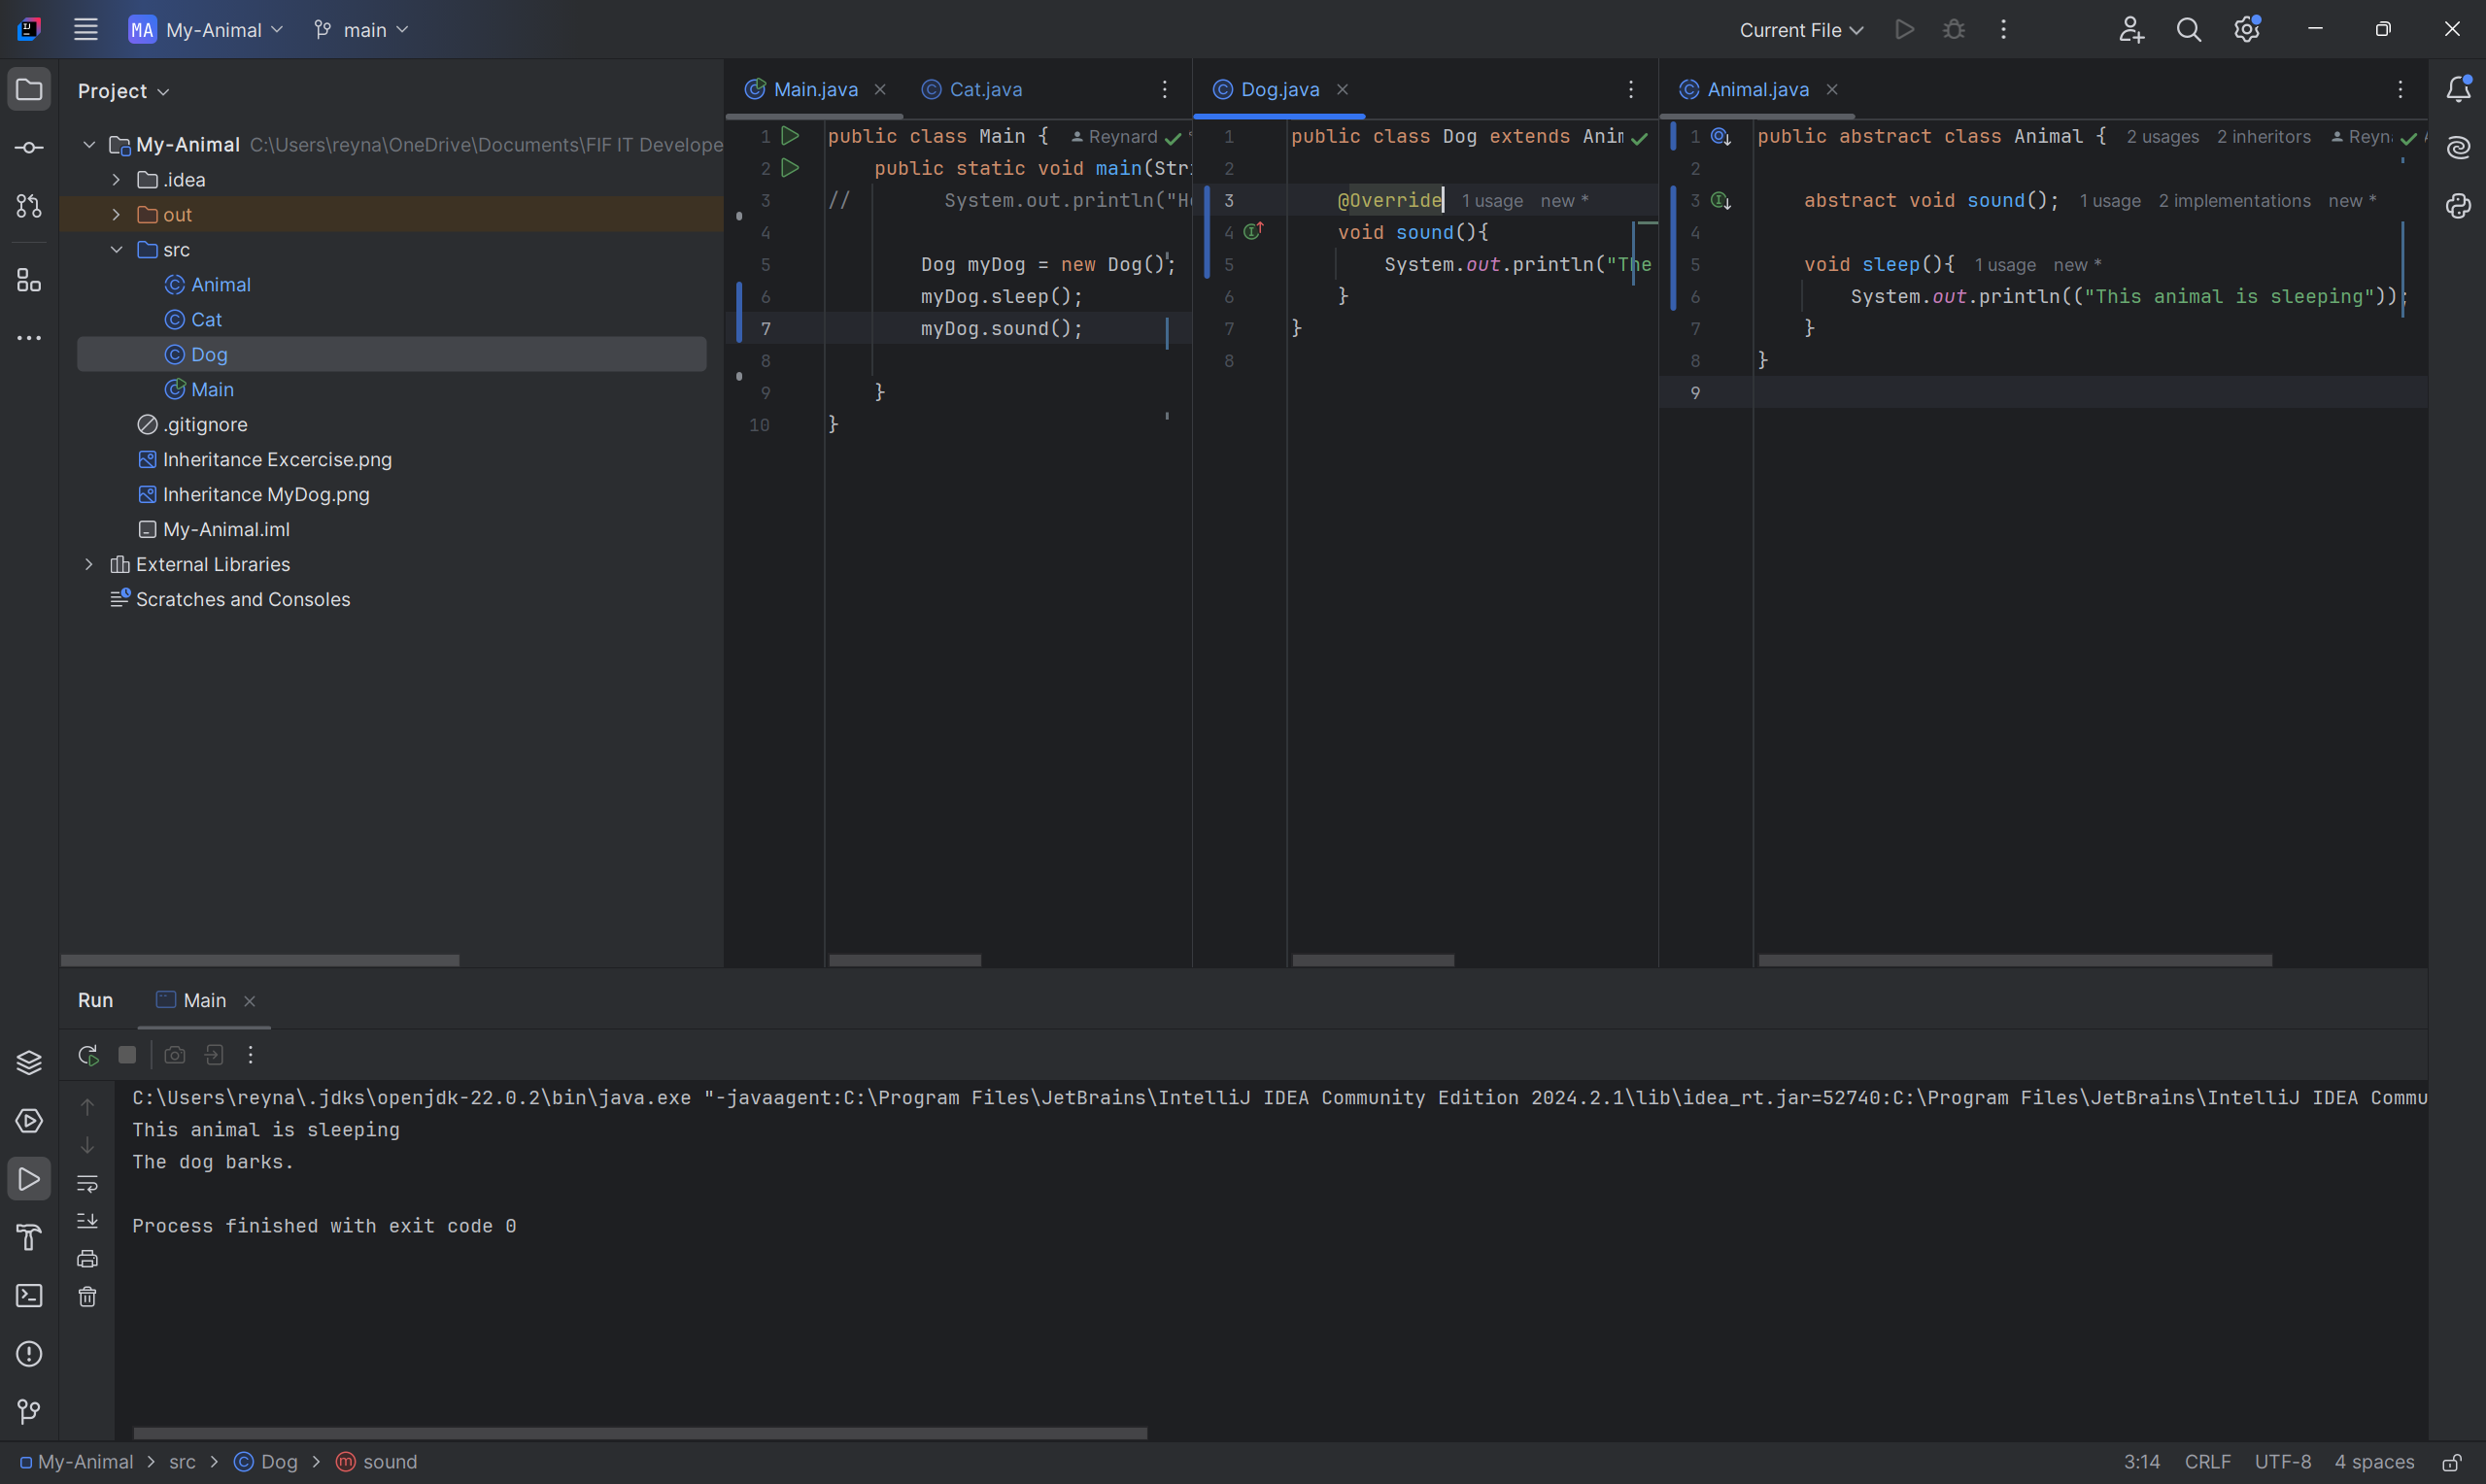 MA My-Animal main Current File
Project
My-Animal C:\Users\reyna\OneDrive\Documents\FIF IT Develope
.idea
out
src
Animal
Cat
Dog
Main
.gitignore
Inheritance Excercise.png
Inheritance MyDog.png
My-Animal.iml
External Libraries
Scratches and Consoles
Main.java Cat.java
1 public class Main { Reynard
2 public static void main(Stri
3 // System.out.println("He
4
5 Dog myDog = new Dog();
6 myDog.sleep();
7 myDog.sound();
8
9 }
10 }
Dog.java
1 public class Dog extends Anim
2
3 @Override 1 usage new *
4 void sound(){
5 System.out.println("The
6 }
7 }
8
Animal.java
1 public abstract class Animal { 2 usages 2 inheritors Reyn
2
3 abstract void sound(); 1 usage 2 implementations new *
4
5 void sleep(){ 1 usage new *
6 System.out.println(("This animal is sleeping"));
7 }
8 }
9
Run Main
C:\Users\reyna\.jdks\openjdk-22.0.2\bin\java.exe "-javaagent:C:\Program Files\JetBrains\IntelliJ IDEA Community Edition 2024.2.1\lib\idea_rt.jar=52740:C:\Program Files\JetBrains\IntelliJ IDEA Commu
This animal is sleeping
The dog barks.
Process finished with exit code 0
My-Animal > src > Dog > sound 3:14 CRLF UTF-8 4 spaces